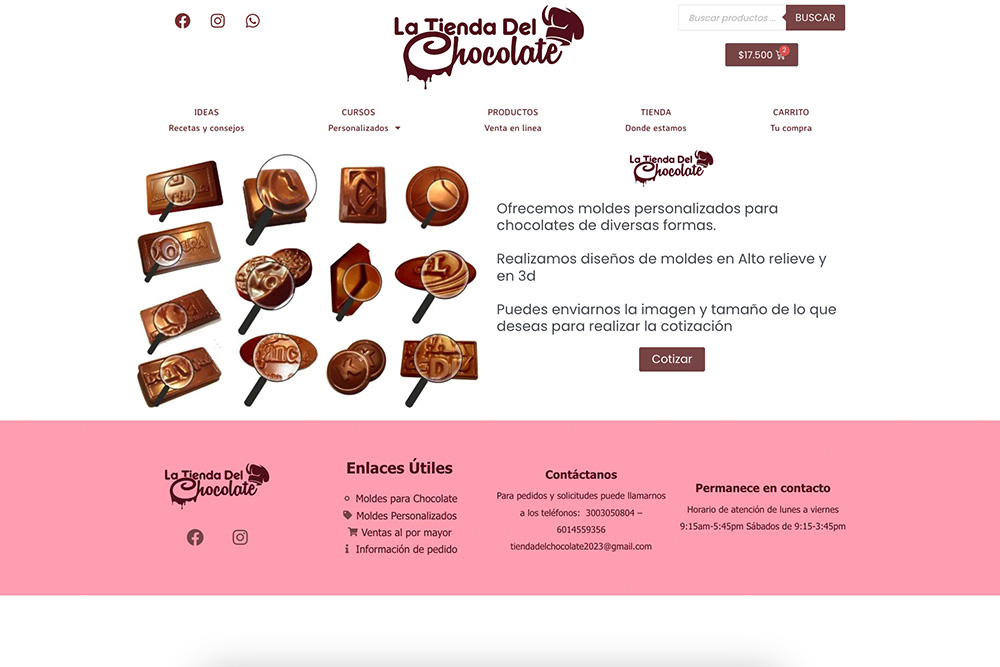 La Tienda Del
Chocolate
Buscar productos ...
BUSCAR
$17.500
2
IDEAS
Recetas y consejos
CURSOS
Personalizados
PRODUCTOS
Venta en linea
TIENDA
Donde estamos
CARRITO
Tu compra
La Tienda Del
Chocolate
Ofrecemos moldes personalizados para
chocolates de diversas formas.
Realizamos diseños de moldes en Alto relieve y
en 3d
Puedes enviarnos la imagen y tamaño de lo que
deseas para realizar la cotización
Cotizar
La Tienda Del
Chocolate
Enlaces Útiles
Moldes para Chocolate
Moldes Personalizados
Ventas al por mayor
Información de pedido
Contáctanos
Para pedidos y solicitudes puede llamarnos
a los teléfonos: 3003050804 –
6014559356
tiendadelchocolate2023@gmail.com
Permanece en contacto
Horario de atención de lunes a viernes
9:15am-5:45pm Sábados de 9:15-3:45pm